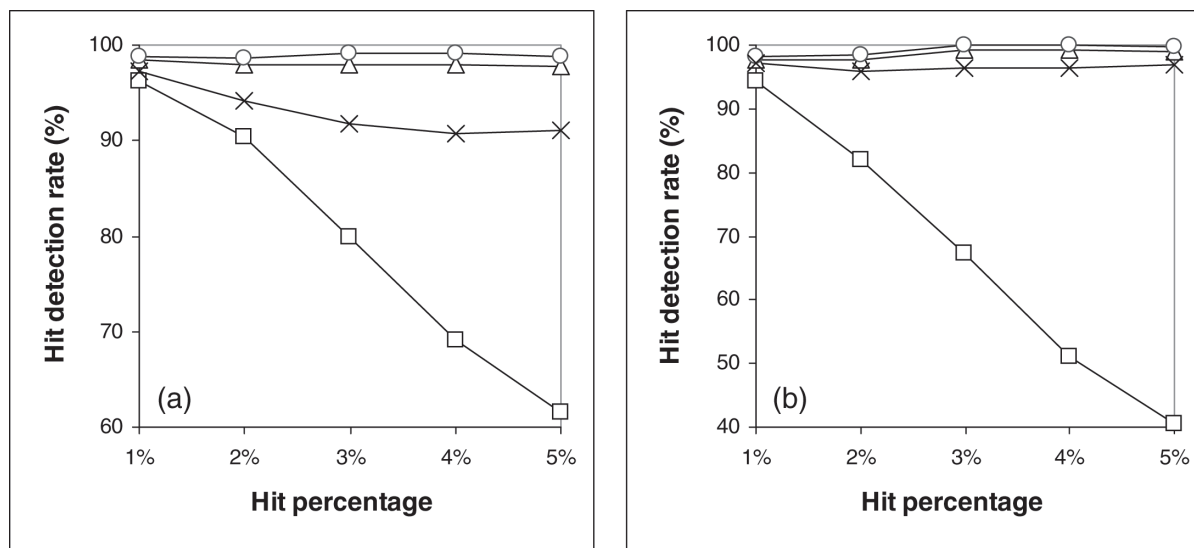 100
90
80
70
60
Hit detection rate (%)
(a)
1% 2% 3% 4% 5%
Hit percentage
100
90
80
70
60
50
40
Hit detection rate (%)
(b)
1% 2% 3% 4% 5%
Hit percentage